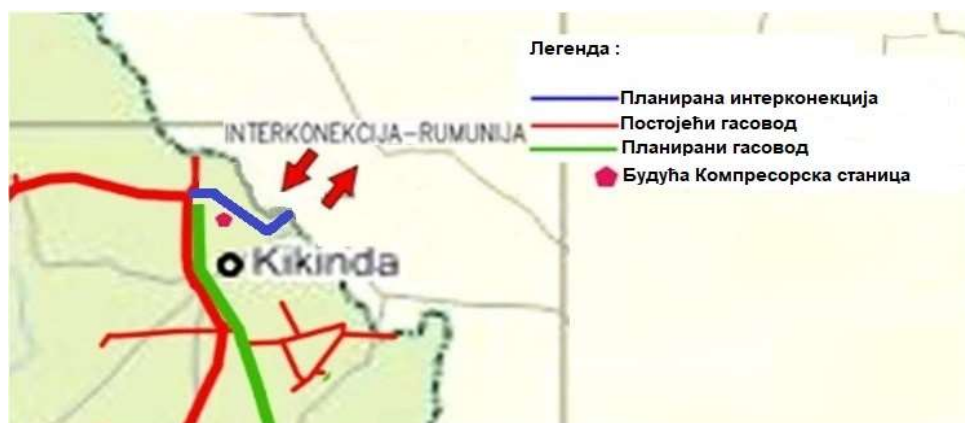 Легенда :
Планирана интерконекција
INTERKONEKCIJA-RUMUNIJA
Постојећи гасовод
Планирани гасовод
Будућа Компресорска станица
Kikinda